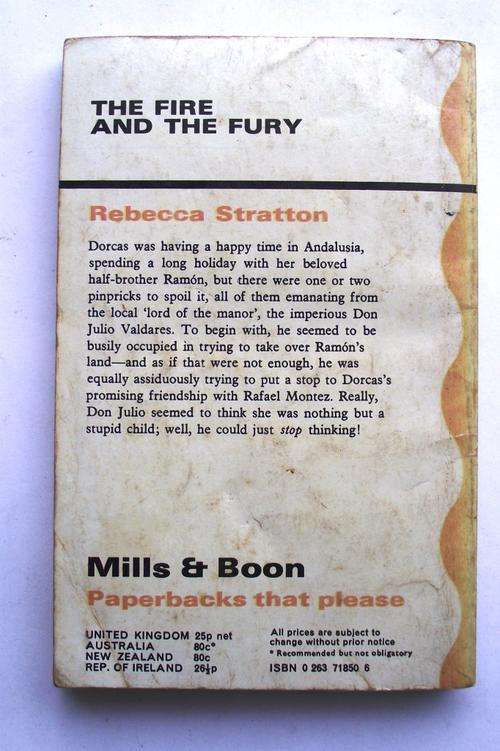 THE FIRE
AND THE FURY
Rebecca Stratton
Dorcas was having a happy time in Andalusia,
spending a long holiday with her beloved
half-brother Ramón, but there were one or two
pinpricks to spoil it, all of them emanating from
the local ‘lord of the manor’, the imperious Don
Julio Valdares. To begin with, he seemed to be
busily occupied in trying to take over Ramón’s
land—and as if that were not enough, he was
equally assiduously trying to put a stop to Dorcas’s
promising friendship with Rafael Montez. Really,
Don Julio seemed to think she was nothing but a
stupid child; well, he could just stop thinking!
Mills & Boon
Paperbacks that please
UNITED KINGDOM 25p net
AUSTRALIA 80c*
NEW ZEALAND 80c
REP. OF IRELAND 26½p
All prices are subject to
change without prior notice
* Recommended but not obligatory
ISBN 0 263 71850 6